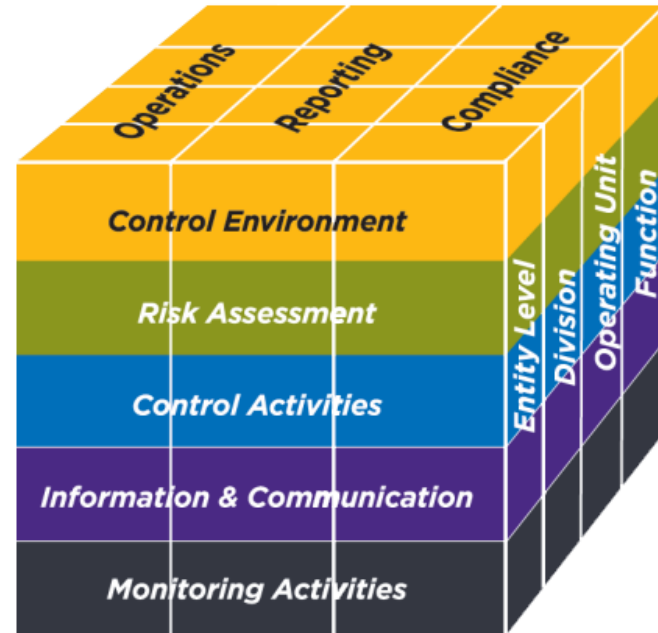 Operations
Reporting
Compliance
Control Environment
Risk Assessment
Control Activities
Information & Communication
Monitoring Activities
Entity Level
Division
Operating Unit
Function